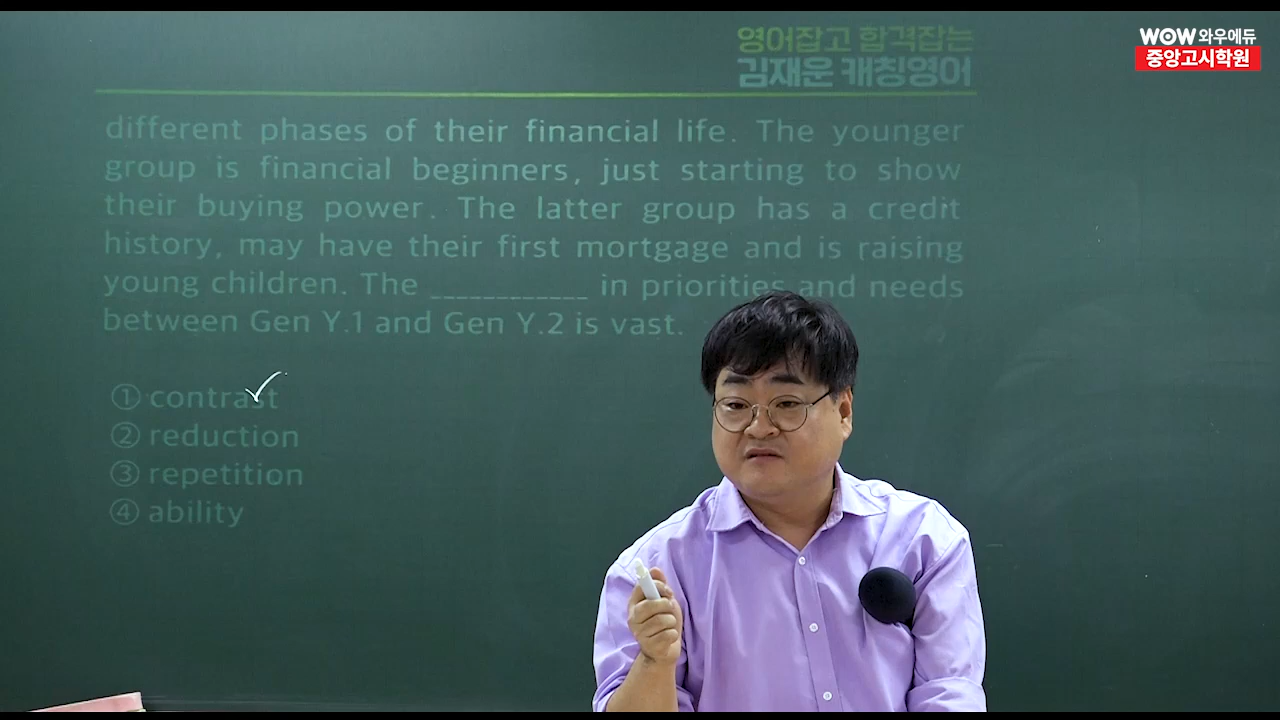 영어잡고 합격잡는
김재운 캐칭영어
WOW 와우에듀
중앙고시학원
different phases of their financial life. The younger
group is financial beginners, just starting to show
their buying power. The latter group has a credit
history, may have their first mortgage and is raising
young children. The ____________ in priorities and needs
between Gen Y.1 and Gen Y.2 is vast.
① contrast
② reduction
③ repetition
④ ability